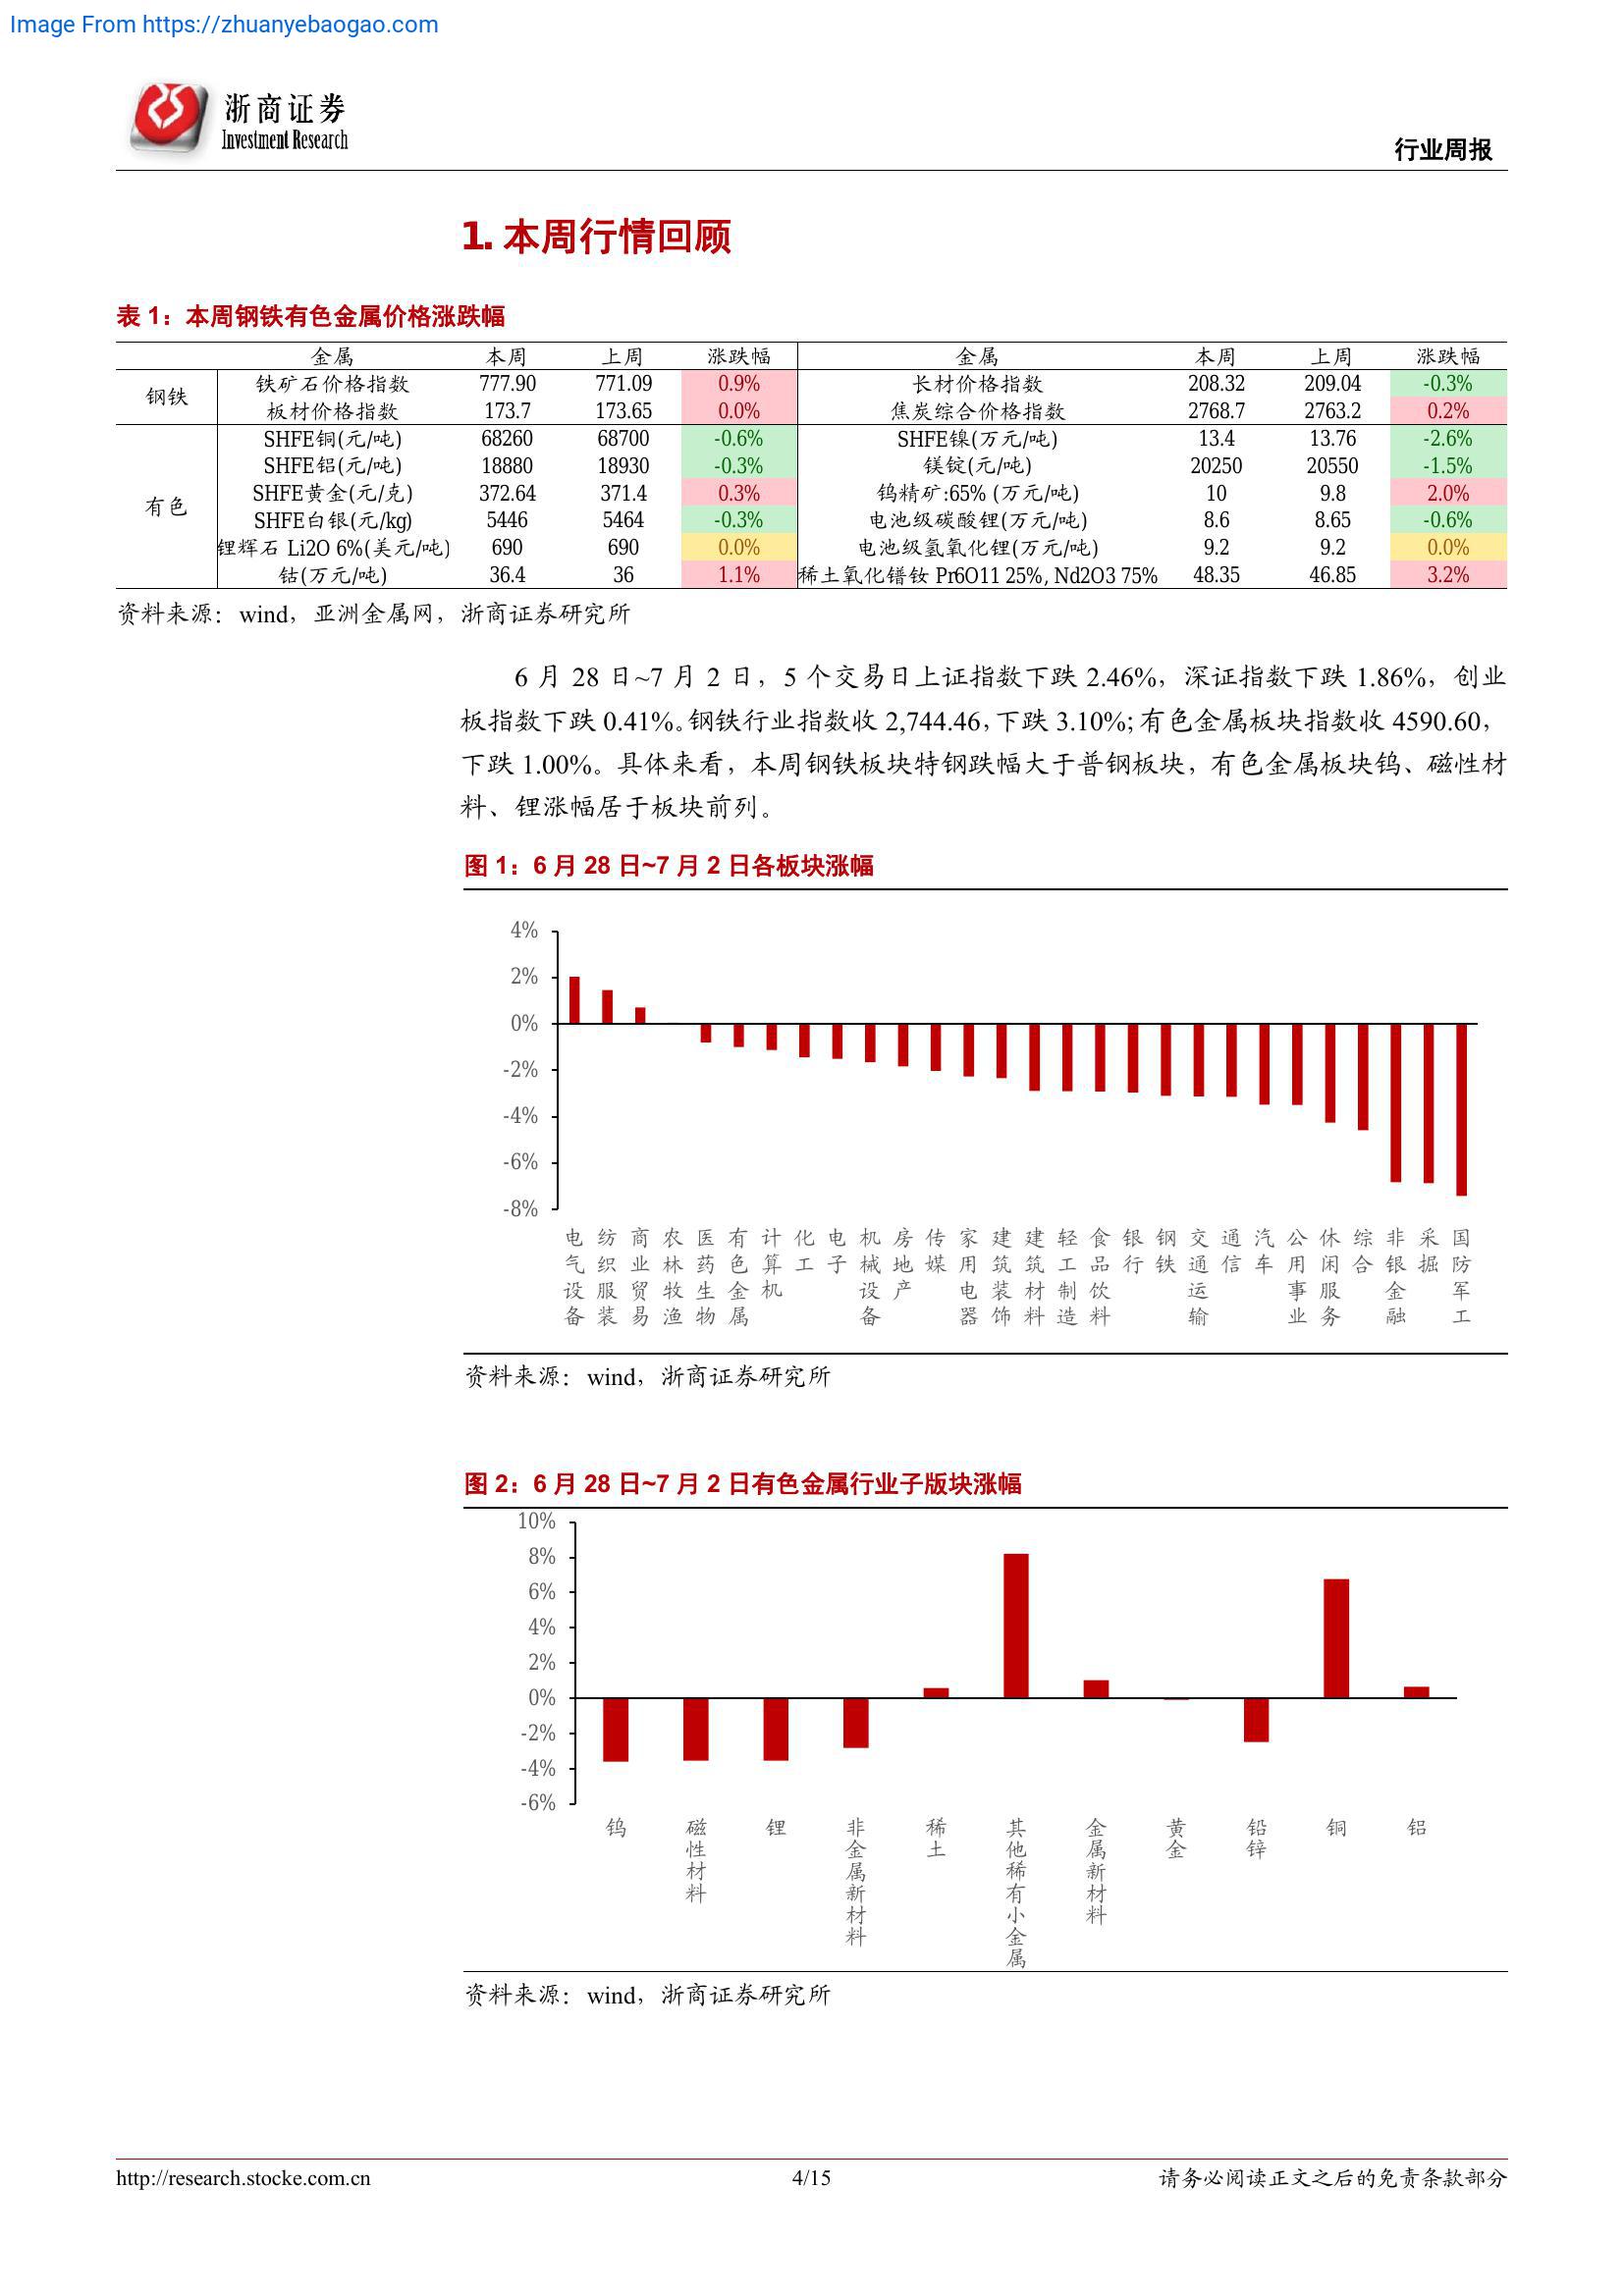 Image From https://zhuanyebaogao.com
浙商证券
Investment Research
行业周报
1. 本周行情回顾
表 1：本周钢铁有色金属价格涨跌幅
金属 本周 上周 涨跌幅 金属 本周 上周 涨跌幅
钢铁 铁矿石价格指数 777.90 771.09 0.9% 长材价格指数 208.32 209.04 -0.3%
板材价格指数 173.7 173.65 0.0% 焦炭综合价格指数 2768.7 2763.2 0.2%
有色 SHFE铜(元/吨) 68260 68700 -0.6% SHFE镍(万元/吨) 13.4 13.76 -2.6%
SHFE铝(元/吨) 18880 18930 -0.3% 镁锭(元/吨) 20250 20550 -1.5%
SHFE黄金(元/克) 372.64 371.4 0.3% 钨精矿:65% (万元/吨) 10 9.8 2.0%
SHFE白银(元/kg) 5446 5464 -0.3% 电池级碳酸锂(万元/吨) 8.6 8.65 -0.6%
锂辉石 Li2O 6%(美元/吨) 690 690 0.0% 电池级氢氧化锂(万元/吨) 9.2 9.2 0.0%
钴(万元/吨) 36.4 36 1.1% 稀土氧化镨钕 Pr6O11 25%, Nd2O3 75% 48.35 46.85 3.2%
资料来源：wind，亚洲金属网，浙商证券研究所
6 月 28 日~7 月 2 日，5 个交易日上证指数下跌 2.46%，深证指数下跌 1.86%，创业
板指数下跌 0.41%。钢铁行业指数收 2,744.46，下跌 3.10%；有色金属板块指数收 4590.60，
下跌 1.00%。具体来看，本周钢铁板块特钢跌幅大于普钢板块，有色金属板块钨、磁性材
料、锂涨幅居于板块前列。
图 1：6 月 28 日~7 月 2 日各板块涨幅
4%
2%
0%
-2%
-4%
-6%
-8%
电气设备 纺织服装 商业贸易 农林牧渔 医药生物 有色金属 计算机 化工 电子 机械设备 房地产 传媒 家用电器 建筑装饰 建筑材料 轻工制造 食品饮料 银行 钢铁 交通运输 通信 汽车 公用事业 休闲服务 综合 非银金融 采掘 国防军工
资料来源：wind，浙商证券研究所
图 2：6 月 28 日~7 月 2 日有色金属行业子版块涨幅
10%
8%
6%
4%
2%
0%
-2%
-4%
-6%
钨 磁性材料 锂 非金属新材料 稀土 其他稀有小金属 金属新材料 黄金 铅锌 铜 铝
资料来源：wind，浙商证券研究所
http://research.stocke.com.cn 4/15 请务必阅读正文之后的免责条款部分